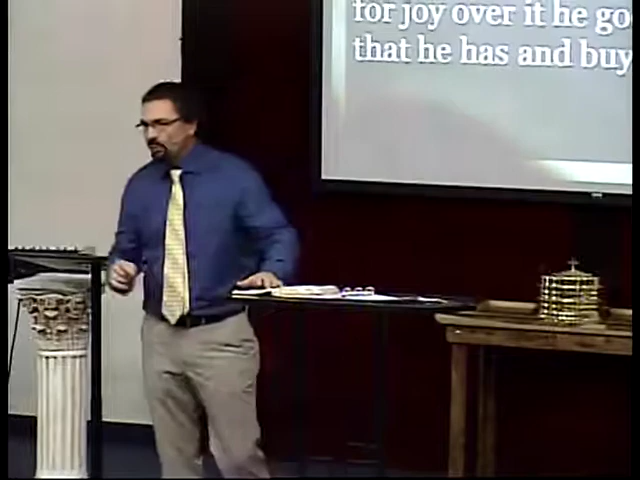 for joy over it he go
that he has and buy